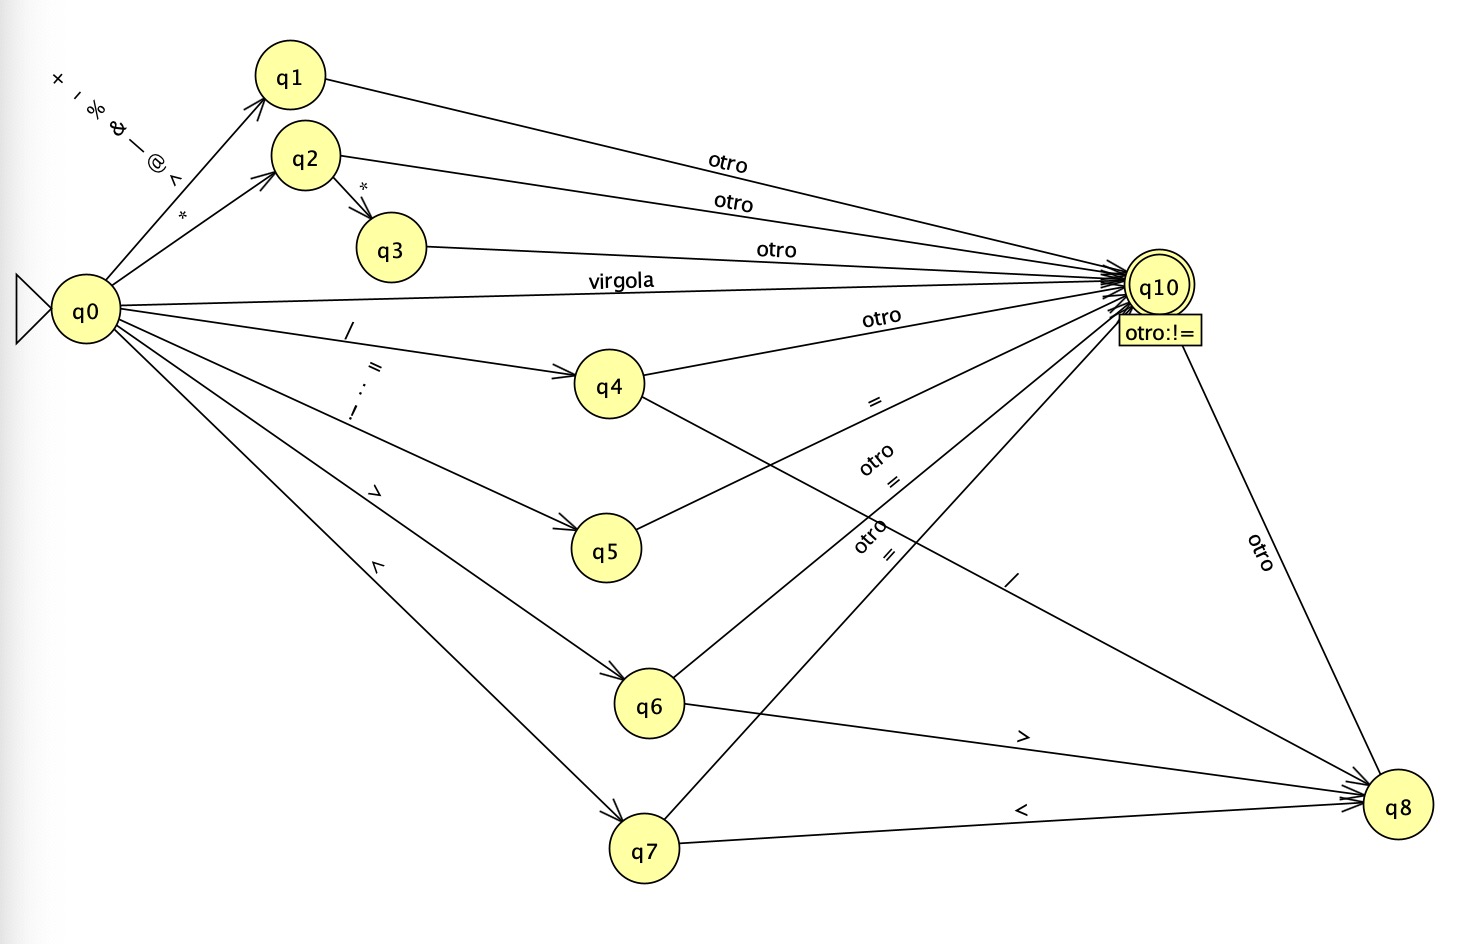 q1
+
-
%
&
|
@
^
q2
*
*
q3
otro
otro
otro
virgola
q0
q10
otro:!=
/
otro
q4
=
:
!
=
otro
=
>
otro
=
otro
q5
<
/
q6
>
<
q8
q7